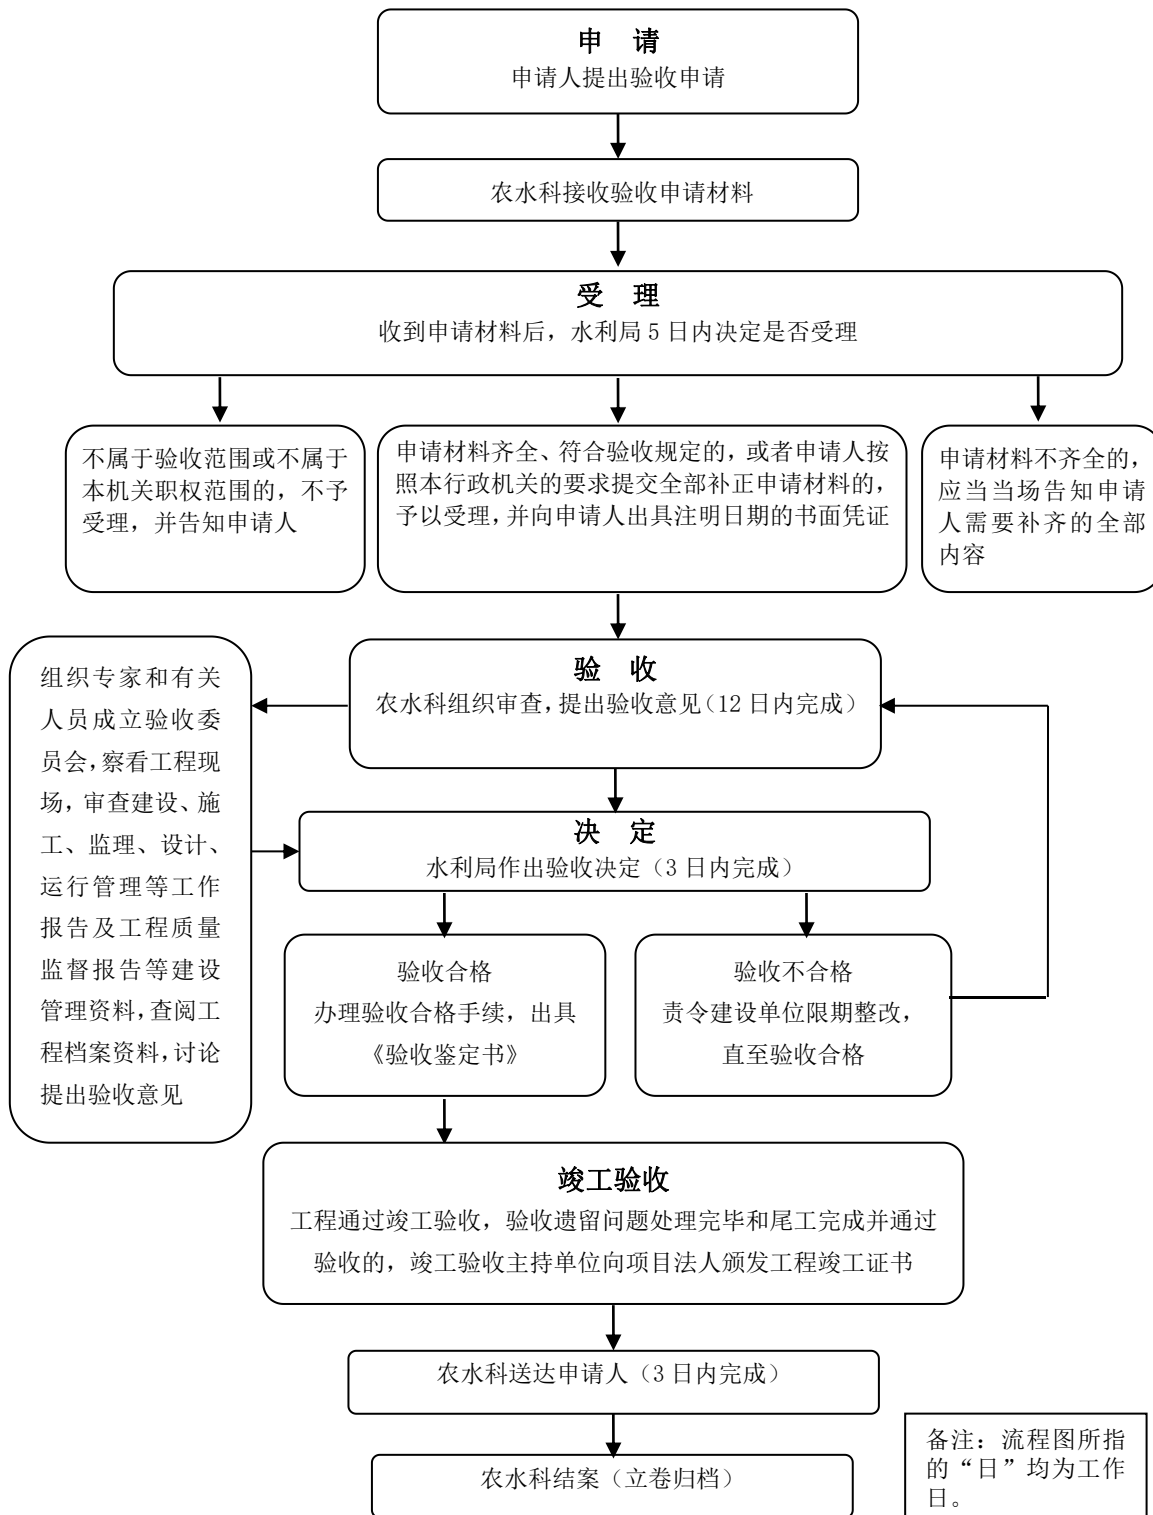 申 请
申请人提出验收申请
农水科接收验收申请材料
受 理
收到申请材料后，水利局 5 日内决定是否受理
不属于验收范围或不属于
本机关职权范围的，不予
受理，并告知申请人
申请材料齐全、符合验收规定的，或者申请人按
照本行政机关的要求提交全部补正申请材料的，
予以受理，并向申请人出具注明日期的书面凭证
申请材料不齐全的，
应当当场告知申请
人需要补齐的全部
内容
验 收
农水科组织审查，提出验收意见（12 日内完成）
组织专家和有关
人员成立验收委
员会，察看工程现
场，审查建设、施
工、监理、设计、
运行管理等工作
报告及工程质量
监督报告等建设
管理资料，查阅工
程档案资料，讨论
提出验收意见
决 定
水利局作出验收决定（3 日内完成）
验收合格
办理验收合格手续，出具
《验收鉴定书》
验收不合格
责令建设单位限期整改，
直至验收合格
竣工验收
工程通过竣工验收，验收遗留问题处理完毕和尾工完成并通过
验收的，竣工验收主持单位向项目法人颁发工程竣工证书
农水科送达申请人（3 日内完成）
农水科结案（立卷归档）
备注：流程图所指
的“日”均为工作
日。